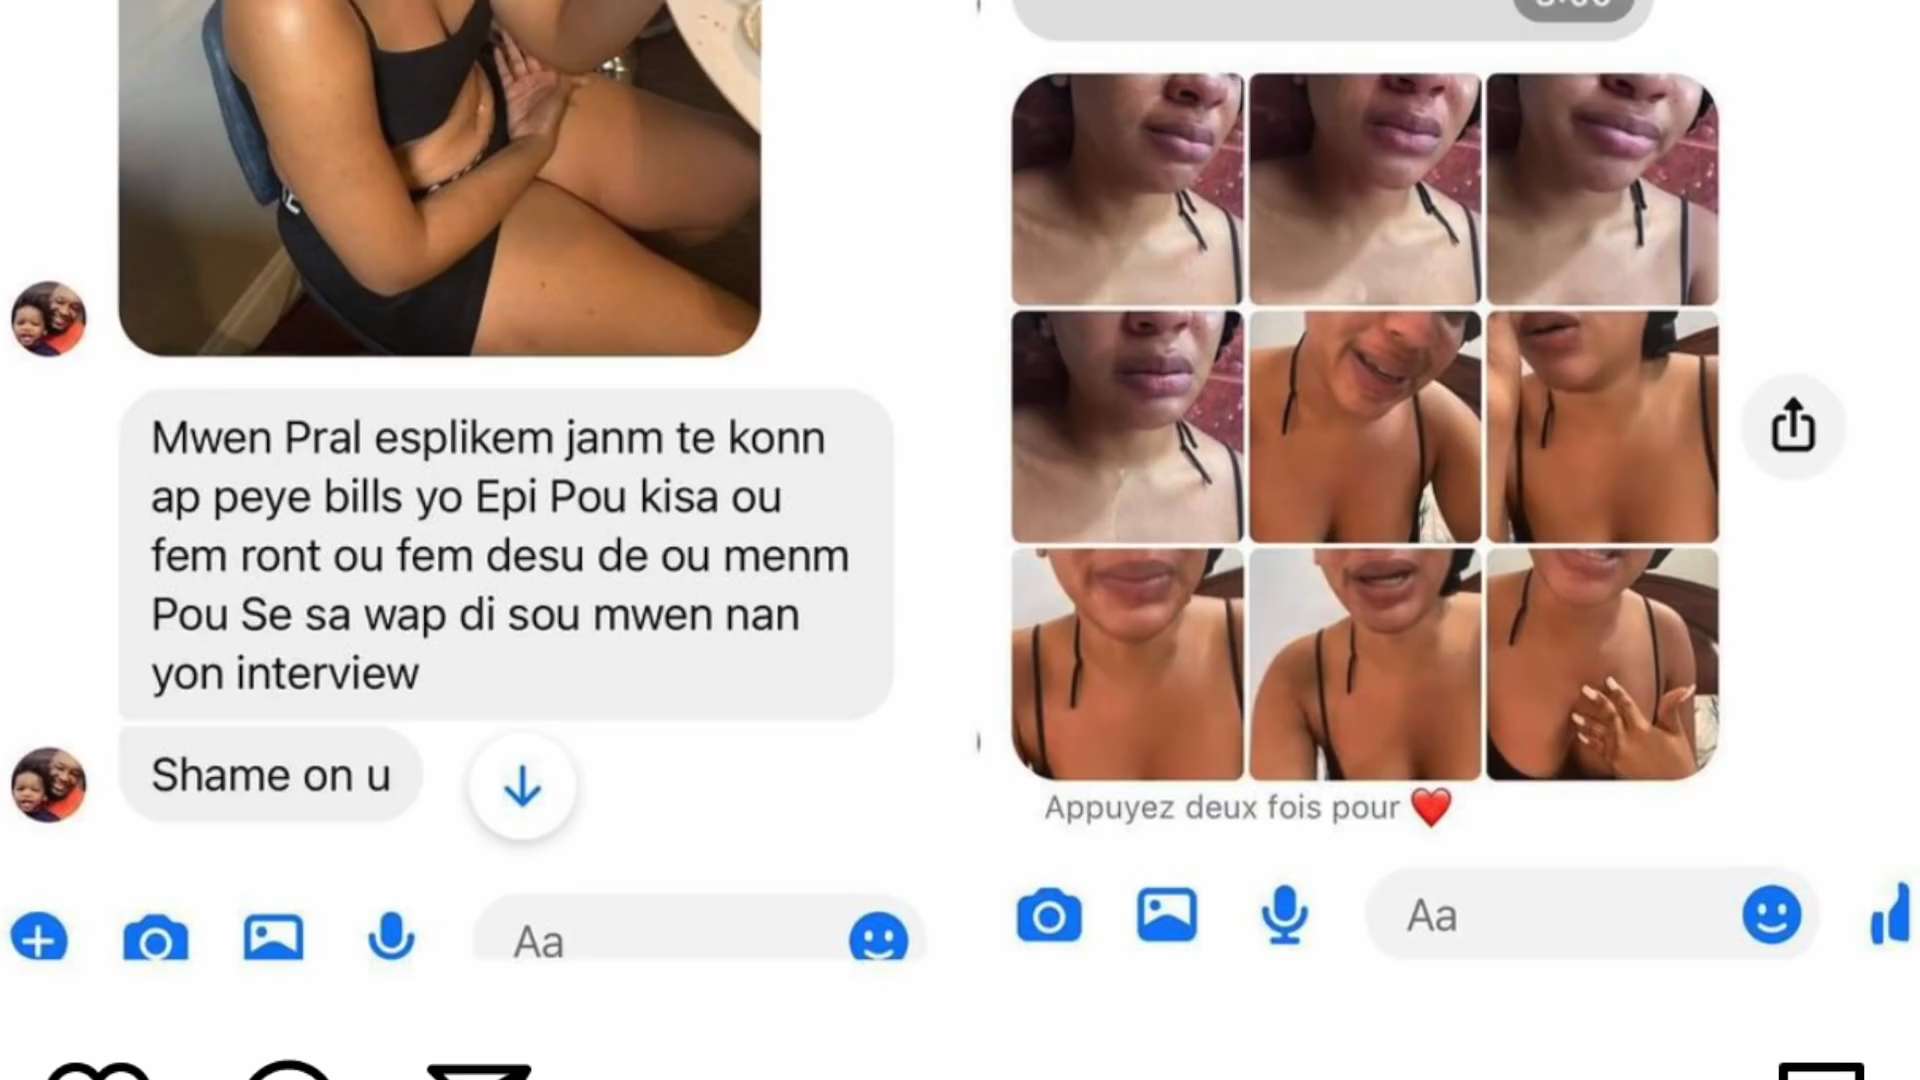 Mwen Pral esplikem janm te konn
ap peye bills yo Epi Pou kisa ou
fem ront ou fem desu de ou menm
Pou Se sa wap di sou mwen nan
yon interview
Shame on u
Aa
Appuyez deux fois pour ❤️
Aa